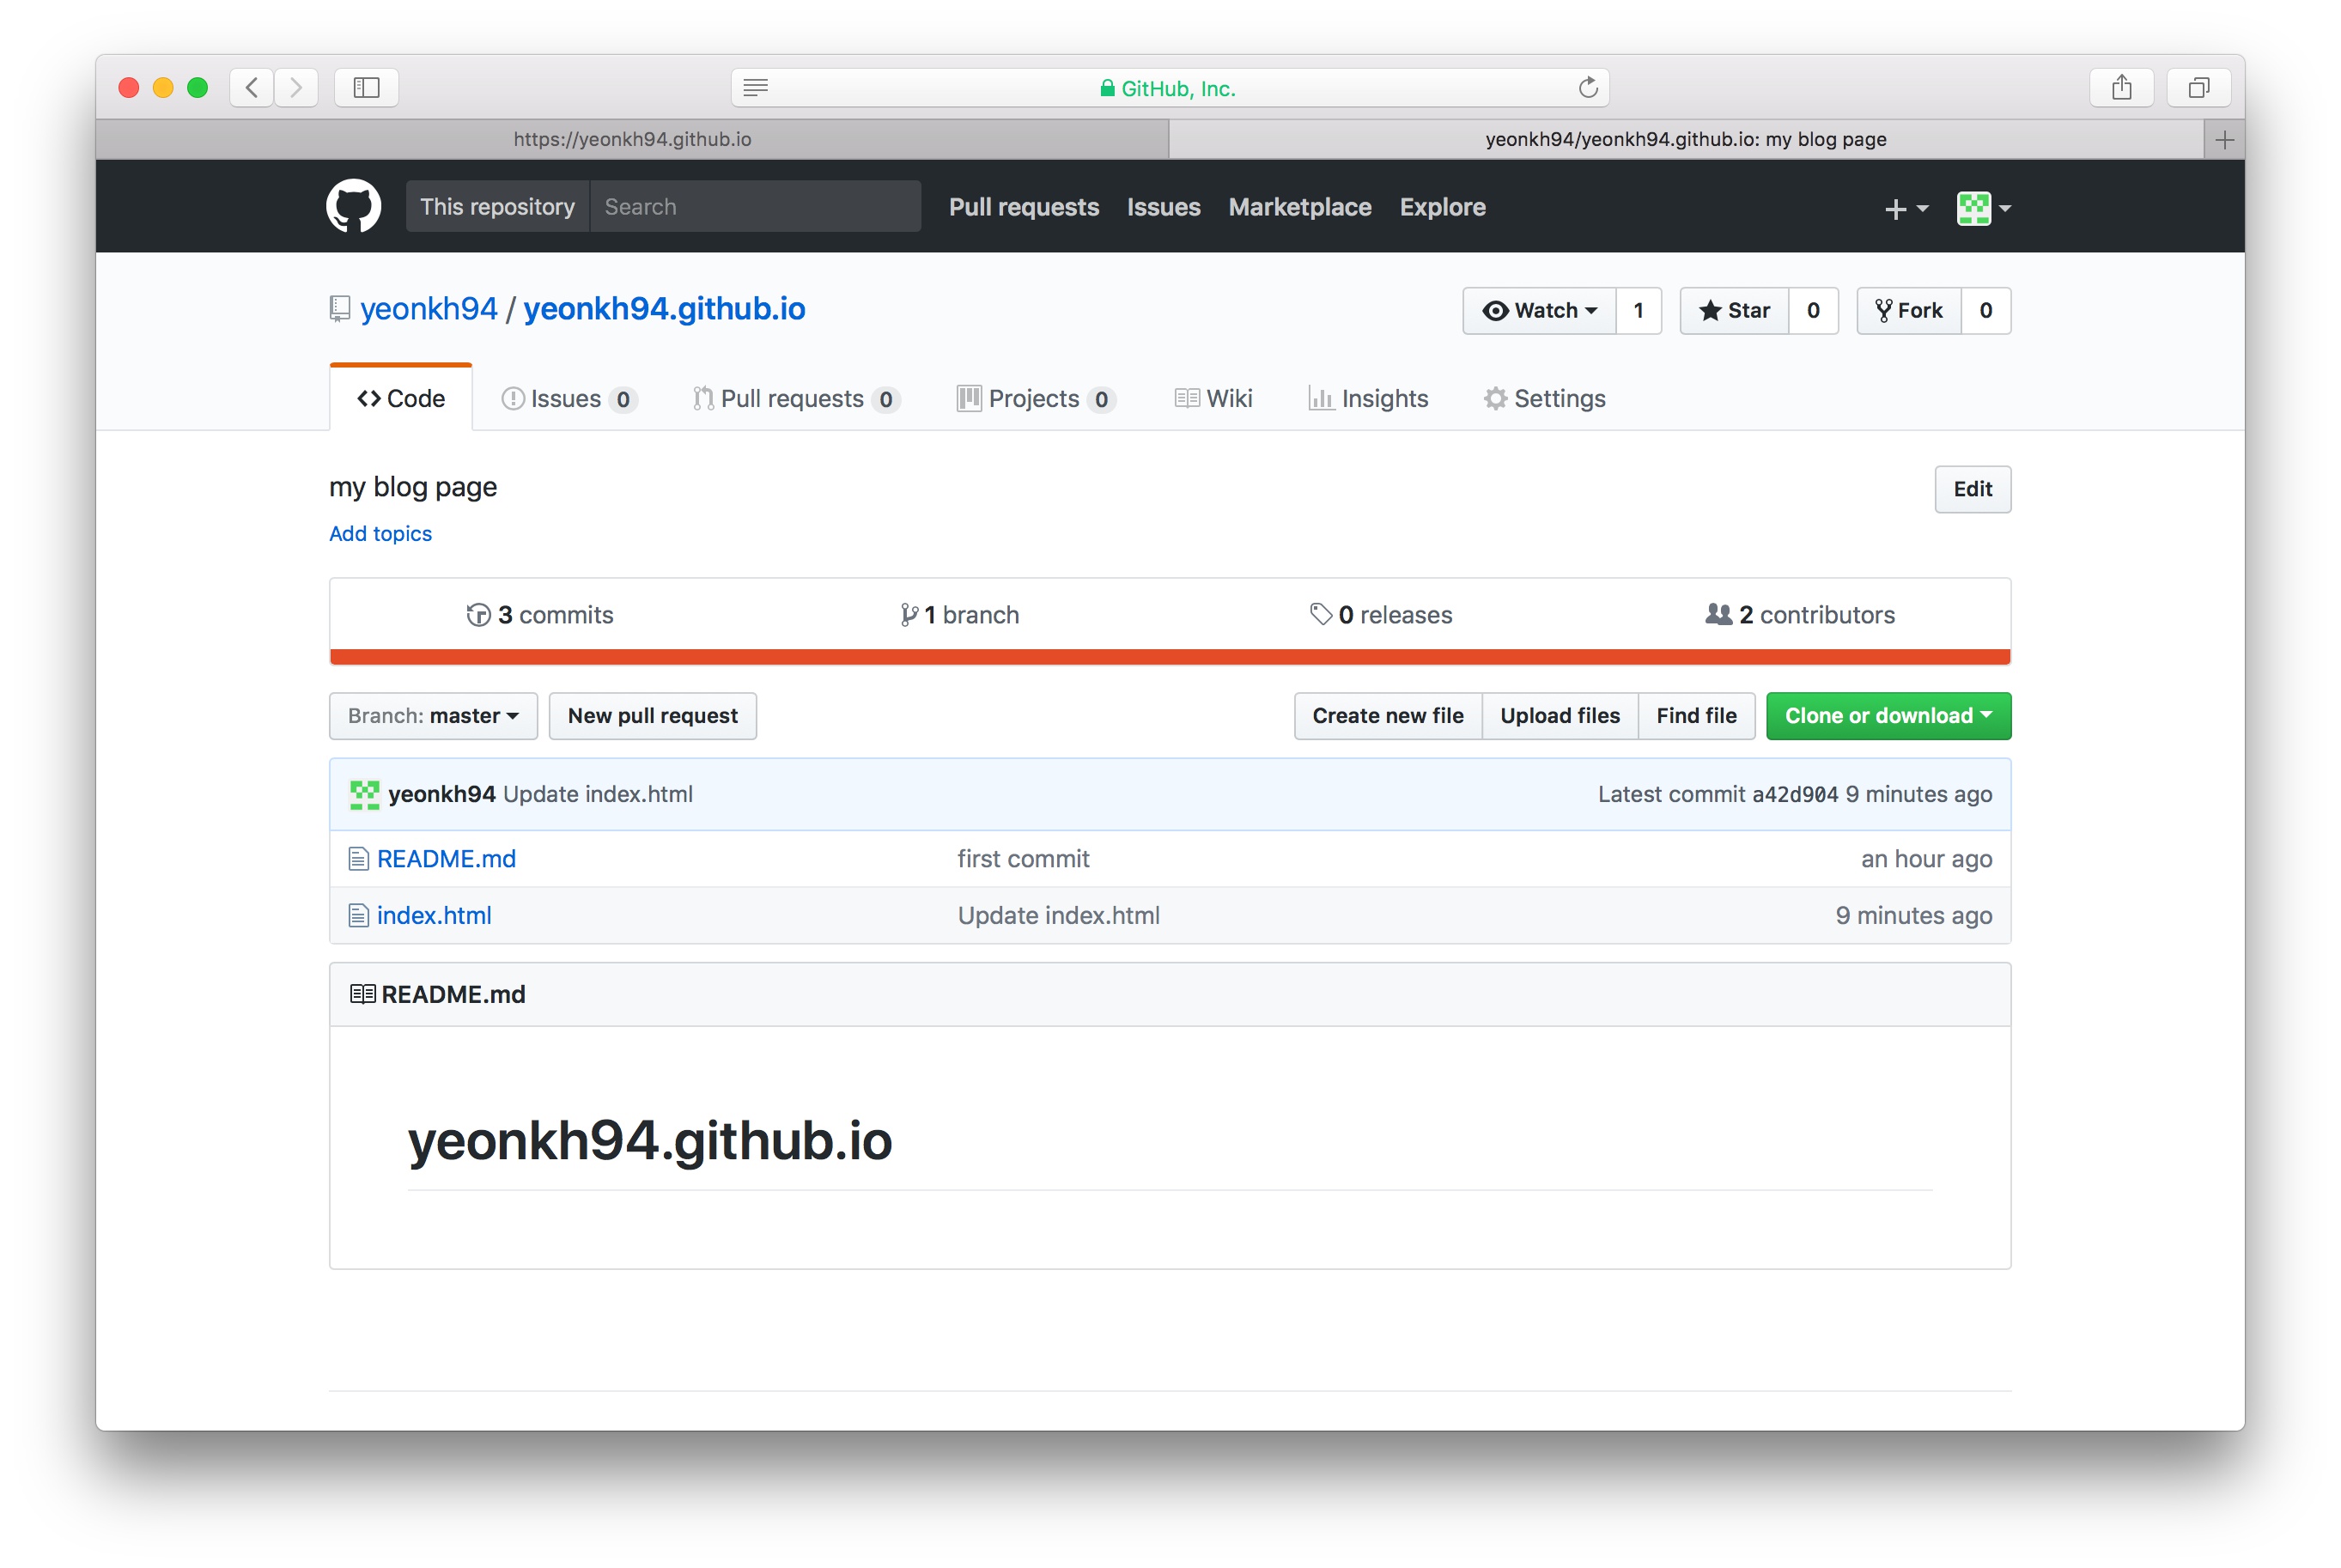 GitHub, Inc.
https://yeonkh94.github.io
yeonkh94/yeonkh94.github.io: my blog page
This repository Search Pull requests Issues Marketplace Explore
yeonkh94 / yeonkh94.github.io
Watch 1 Star 0 Fork 0
Code Issues 0 Pull requests 0 Projects 0 Wiki Insights Settings
my blog page Edit
Add topics
3 commits 1 branch 0 releases 2 contributors
Branch: master New pull request Create new file Upload files Find file Clone or download
yeonkh94 Update index.html Latest commit a42d904 9 minutes ago
README.md first commit an hour ago
index.html Update index.html 9 minutes ago
README.md
yeonkh94.github.io